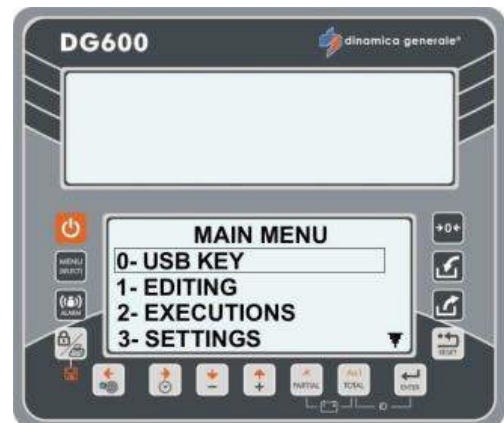 DG600
dinamica generale®
MAIN MENU
0- USB KEY
1- EDITING
2- EXECUTIONS
3- SETTINGS
→0←
MENU
ALARM
RESET
PARTIAL
TOTAL
ENTER